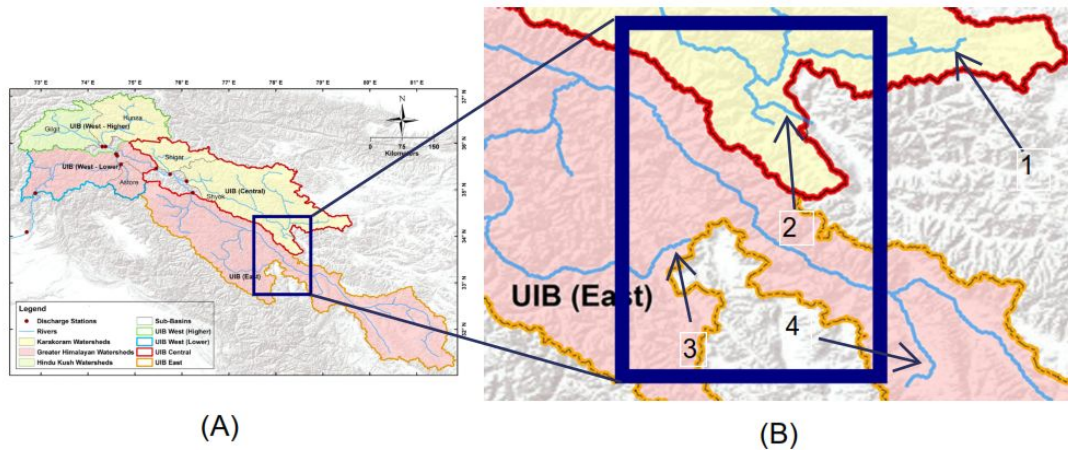 73° E 74° E 75° E 76° E 77° E 78° E 79° E 80° E 81° E
37° N
36° N
35° N
34° N
33° N
32° N
N
0 75 150
Kilometers
Hunza
Gilgit
UIB (West - Higher)
UIB (West - Lower)
Astore
Shigar
Shyok
UIB (Central)
UIB (East)
Legend
Discharge Stations
Rivers
Karakoram Watersheds
Greater Himalayan Watersheds
Hindu Kush Watersheds
Sub-Basins
UIB West (Higher)
UIB West (Lower)
UIB Central
UIB East
(A)
1
2
UIB (East)
3
4
(B)